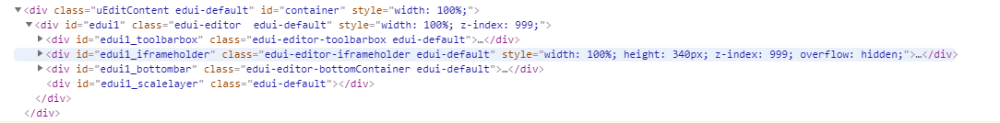 ▼<div class="uEditContent edui-default" id="container" style="width: 100%;">
▼<div id="edui1" class="edui-editor  edui-default" style="width: 100%; z-index: 999;">
▶<div id="edui1_toolbarbox" class="edui-editor-toolbarbox edui-default">…</div>
▶<div id="edui1_iframeholder" class="edui-editor-iframeholder edui-default" style="width: 100%; height: 340px; z-index: 999; overflow: hidden;">…</div>
▶<div id="edui1_bottombar" class="edui-editor-bottomContainer edui-default">…</div>
<div id="edui1_scalelayer" class="edui-default"></div>
</div>
</div>